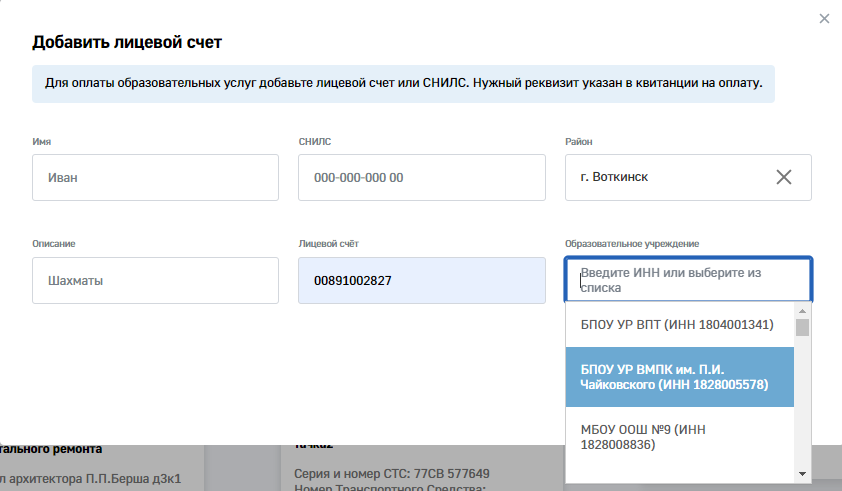 Добавить лицевой счет
Для оплаты образовательных услуг добавьте лицевой счет или СНИЛС. Нужный реквизит указан в квитанции на оплату.
Имя
СНИЛС
Район
Иван
000-000-000 00
г. Воткинск
Описание
Лицевой счёт
Образовательное учреждение
Шахматы
00891002827
Введите ИНН или выберите из
списка
БПОУ УР ВПТ (ИНН 1804001341)
БПОУ УР ВМПК им. П.И.
Чайковского (ИНН 1828005578)
МБОУ ООШ №9 (ИНН
1828008836)
тального ремонта
л архитектора П.П.Берша д3к1
Серия и номер СТС: 77СВ 577649
Номер Транспортного Средства: